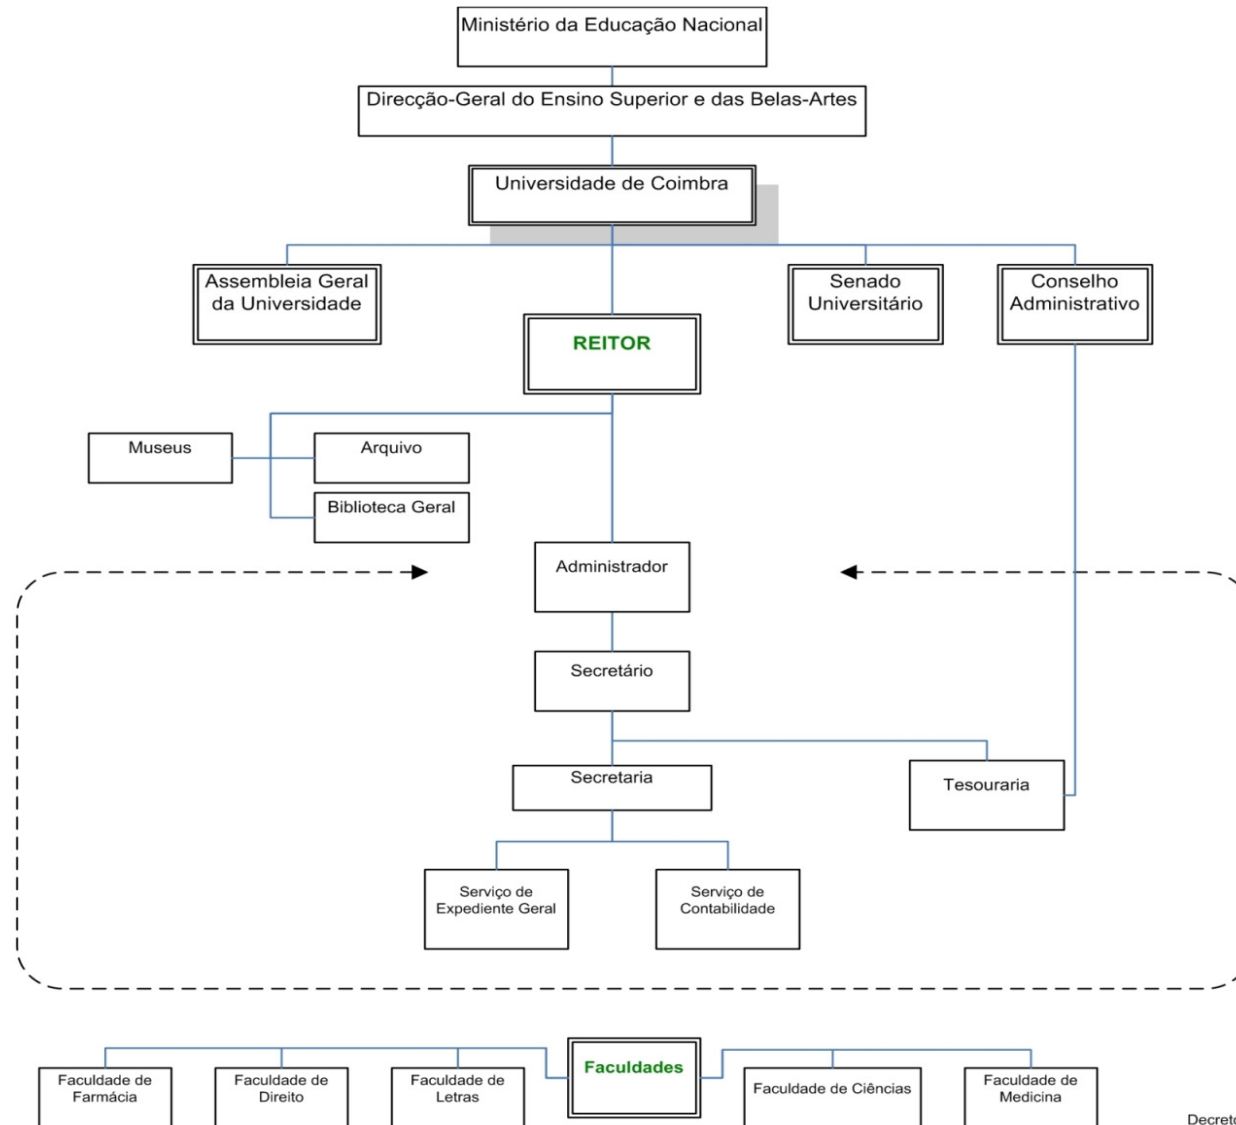 Ministério da Educação Nacional
Direcção-Geral do Ensino Superior e das Belas-Artes
Universidade de Coimbra
Assembleia Geral
da Universidade
Senado
Universitário
Conselho
Administrativo
REITOR
Museus
Arquivo
Biblioteca Geral
Administrador
Secretário
Secretaria
Tesouraria
Serviço de
Expediente Geral
Serviço de
Contabilidade
Faculdades
Faculdade de
Farmácia
Faculdade de
Direito
Faculdade de
Letras
Faculdade de Ciências
Faculdade de
Medicina
Decreto